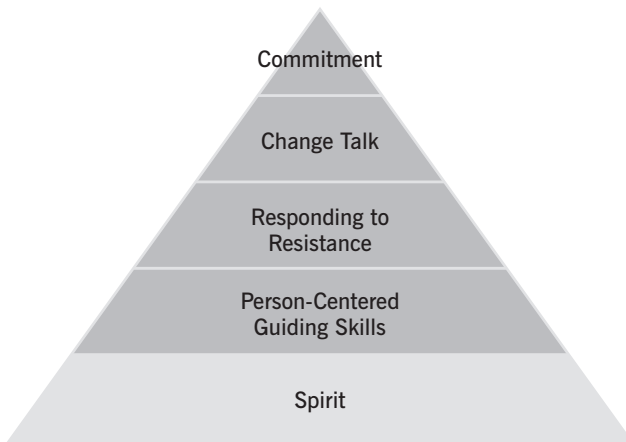 Commitment
Change Talk
Responding to
Resistance
Person-Centered
Guiding Skills
Spirit